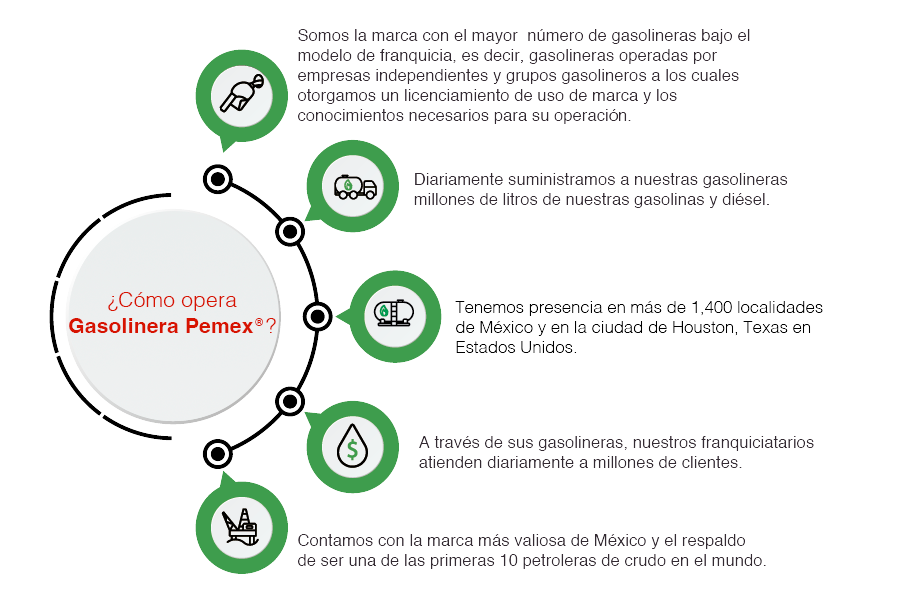 Somos la marca con el mayor  número de gasolineras bajo el
modelo de franquicia, es decir, gasolineras operadas por
empresas independientes y grupos gasolineros a los cuales
otorgamos un licenciamiento de uso de marca y los
conocimientos necesarios para su operación.
Diariamente suministramos a nuestras gasolineras
millones de litros de nuestras gasolinas y diésel.
¿Cómo opera
Gasolinera Pemex®?
Tenemos presencia en más de 1,400 localidades
de México y en la ciudad de Houston, Texas en
Estados Unidos.
$
A través de sus gasolineras, nuestros franquiciatarios
atienden diariamente a millones de clientes.
Contamos con la marca más valiosa de México y el respaldo
de ser una de las primeras 10 petroleras de crudo en el mundo.